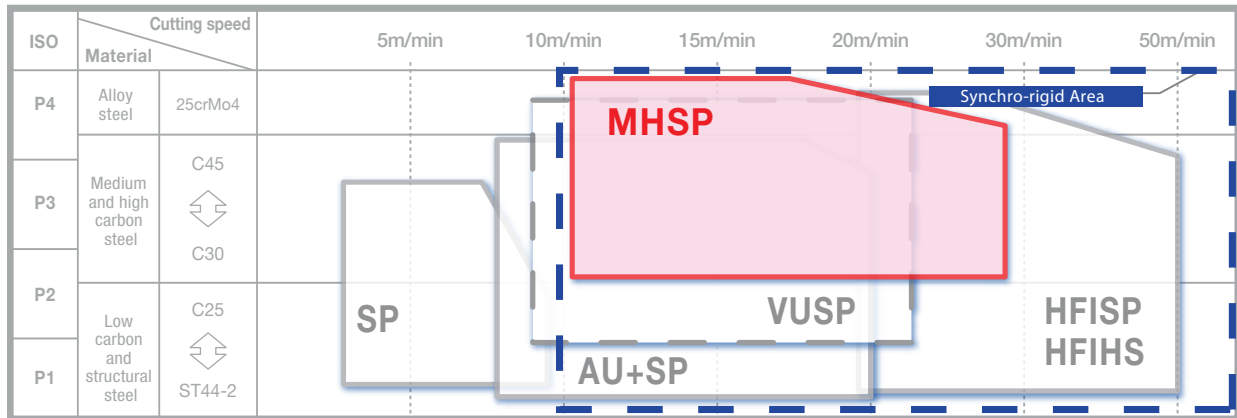 ISO
Cutting speed
Material
5m/min
10m/min
15m/min
20m/min
30m/min
50m/min
P4
Alloy
steel
25crMo4
Synchro-rigid Area
MHSP
P3
Medium
and high
carbon
steel
C45
C30
P2
P1
Low
carbon
and
structural
steel
C25
ST44-2
SP
VUSP
AU+SP
HFISP
HFIHS